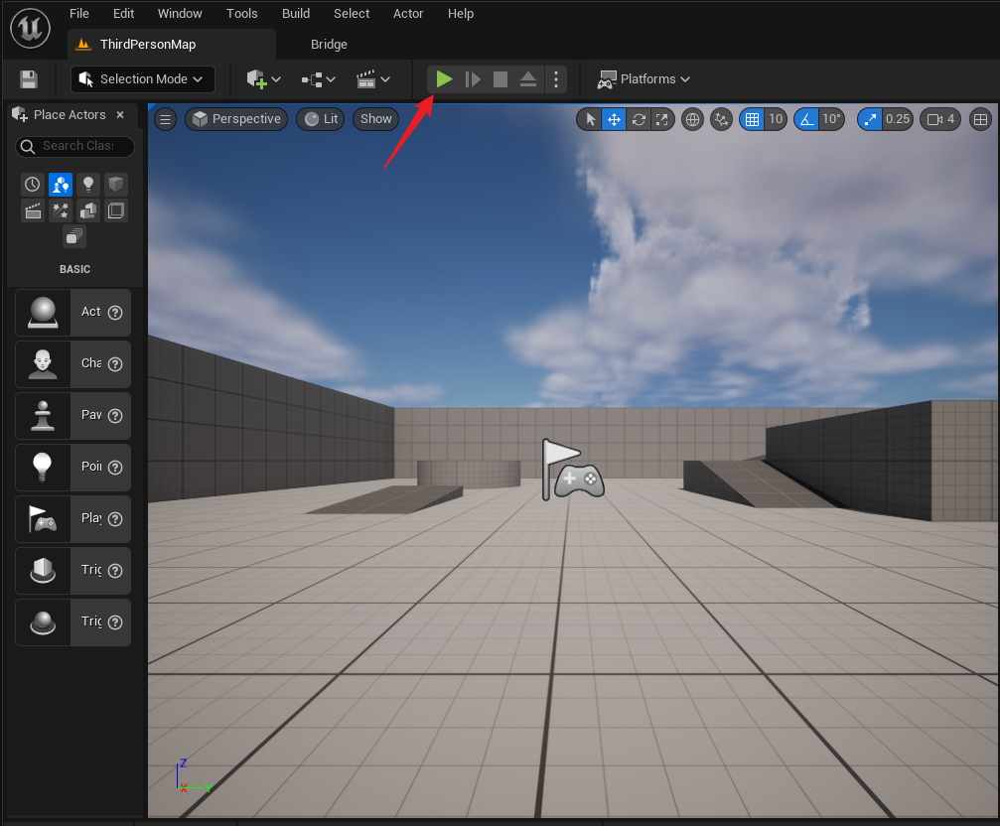 File Edit Window Tools Build Select Actor Help
ThirdPersonMap Bridge
Selection Mode Platforms
Place Actors
Perspective Lit Show 10 10° 0.25 4
Search Clas
BASIC
Act
Cha
Pav
Poi
Play
Trig
Trig
Z
X Y